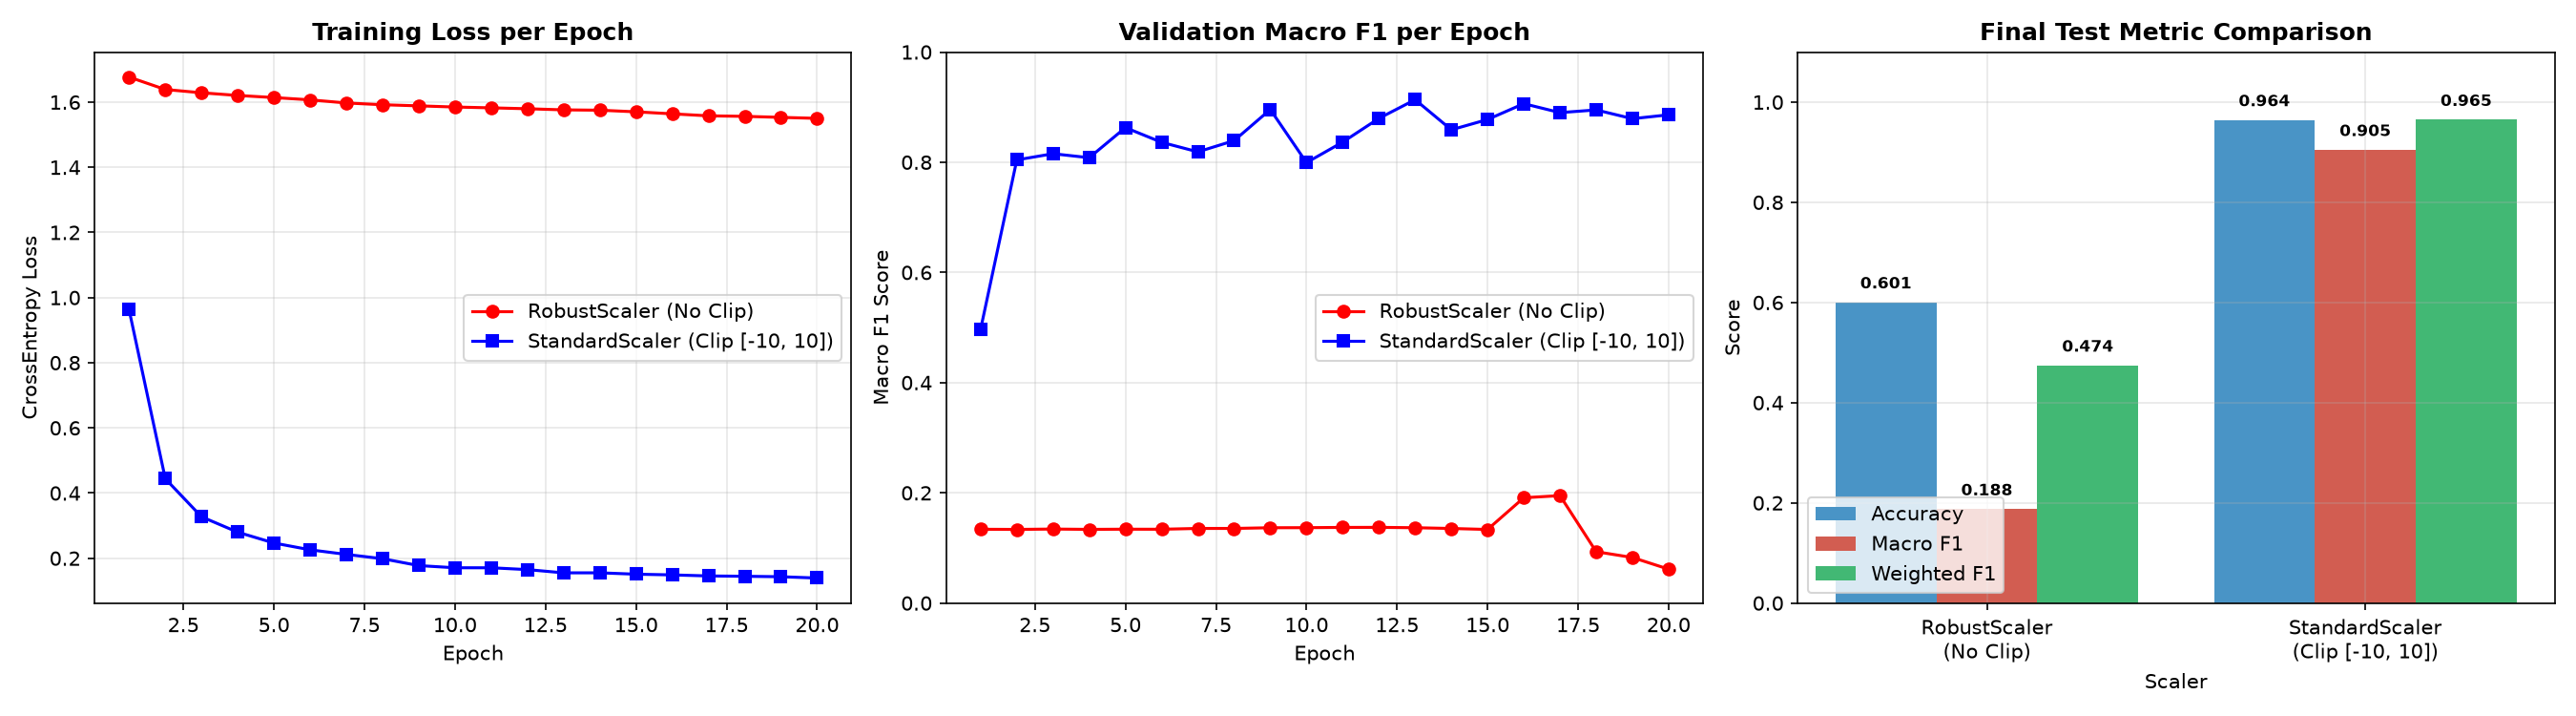 Training Loss per Epoch
CrossEntropy Loss
1.6
1.4
1.2
1.0
0.8
0.6
0.4
0.2
RobustScaler (No Clip)
StandardScaler (Clip [-10, 10])
2.5 5.0 7.5 10.0 12.5 15.0 17.5 20.0
Epoch
Validation Macro F1 per Epoch
Macro F1 Score
1.0
0.8
0.6
0.4
0.2
0.0
RobustScaler (No Clip)
StandardScaler (Clip [-10, 10])
2.5 5.0 7.5 10.0 12.5 15.0 17.5 20.0
Epoch
Final Test Metric Comparison
Score
1.0
0.8
0.6
0.4
0.2
0.0
0.601
0.188
0.474
0.964
0.905
0.965
Accuracy
Macro F1
Weighted F1
RobustScaler
(No Clip)
StandardScaler
(Clip [-10, 10])
Scaler